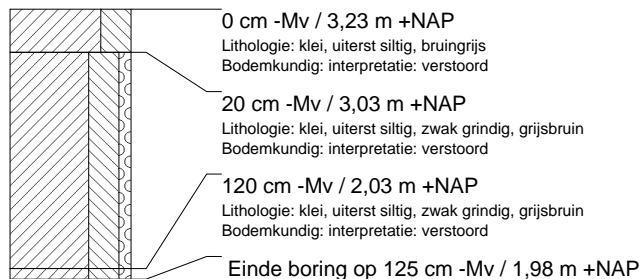 0 cm -Mv / 3,23 m +NAP
Lithologie: klei, uiterst siltig, bruingrijs
Bodemkundig: interpretatie: verstoord
20 cm -Mv / 3,03 m +NAP
Lithologie: klei, uiterst siltig, zwak grindig, grijsbruin
Bodemkundig: interpretatie: verstoord
120 cm -Mv / 2,03 m +NAP
Lithologie: klei, uiterst siltig, zwak grindig, grijsbruin
Bodemkundig: interpretatie: verstoord
Einde boring op 125 cm -Mv / 1,98 m +NAP